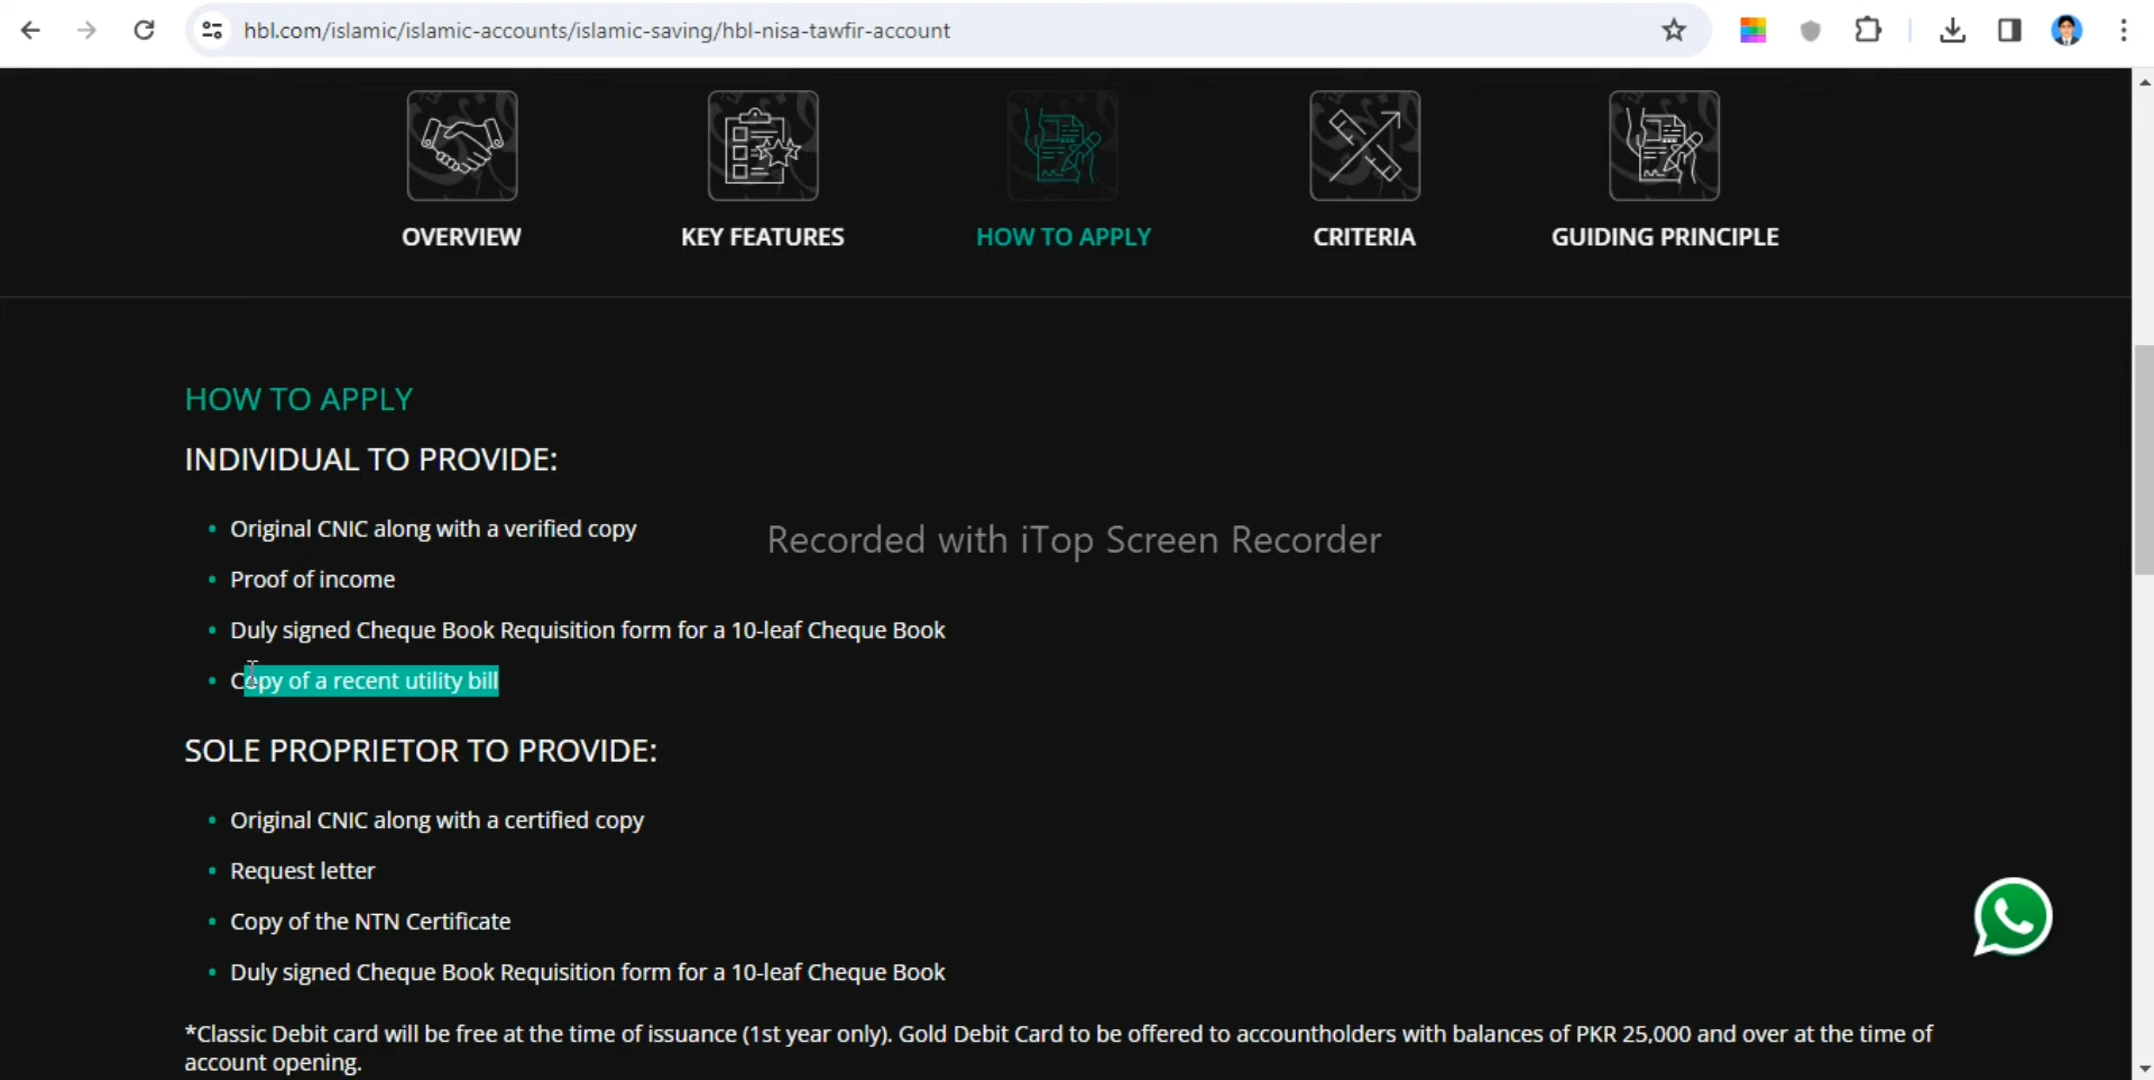 hbl.com/islamic/islamic-accounts/islamic-saving/hbl-nisa-tawfir-account
OVERVIEW
KEY FEATURES
HOW TO APPLY
CRITERIA
GUIDING PRINCIPLE
HOW TO APPLY
INDIVIDUAL TO PROVIDE:
• Original CNIC along with a verified copy
Recorded with iTop Screen Recorder
• Proof of income
• Duly signed Cheque Book Requisition form for a 10-leaf Cheque Book
• Copy of a recent utility bill
SOLE PROPRIETOR TO PROVIDE:
• Original CNIC along with a certified copy
• Request letter
• Copy of the NTN Certificate
• Duly signed Cheque Book Requisition form for a 10-leaf Cheque Book
*Classic Debit card will be free at the time of issuance (1st year only). Gold Debit Card to be offered to accountholders with balances of PKR 25,000 and over at the time of
account opening.